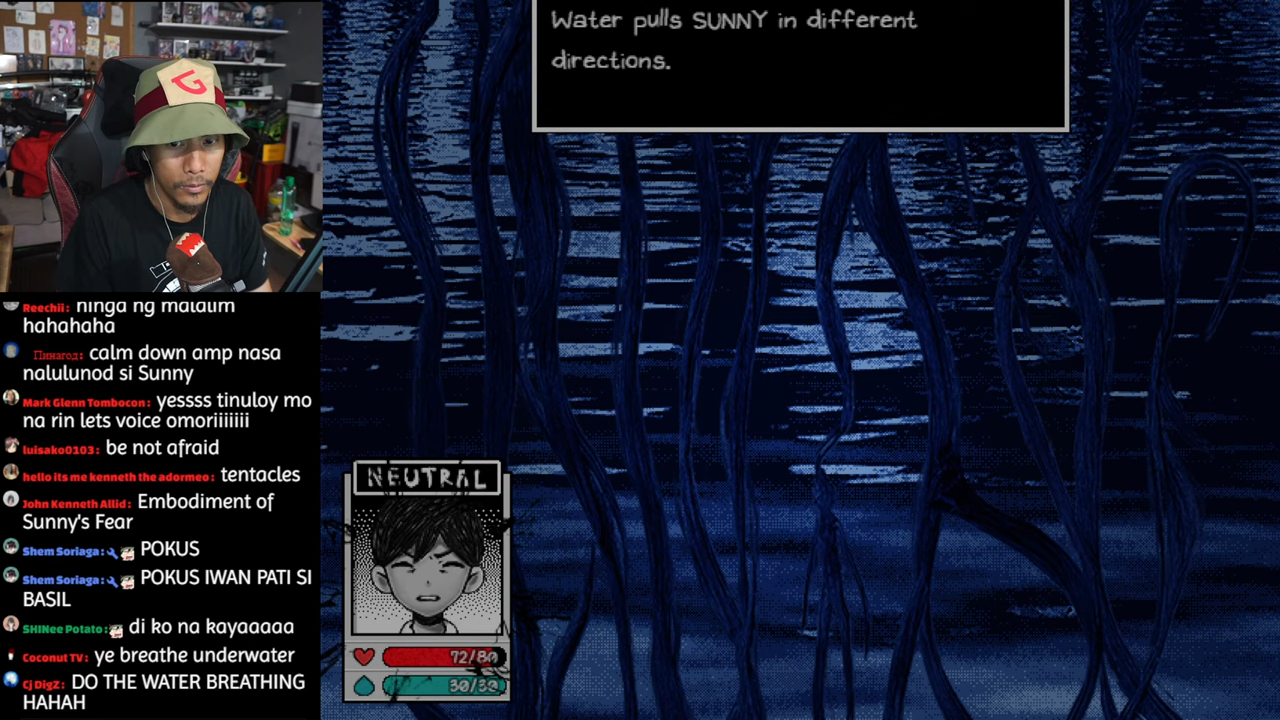 Water pulls SUNNY in different
directions.
Reechii: hinga ng malalim
hahahaha
Пинагод: calm down amp nasa
nalulunod si Sunny
Mark Glenn Tombocon: yessss tinuloy mo
na rin lets voice omoriiiiiii
luisako0103: be not afraid
hello its me kenneth the adormeo: tentacles
John Kenneth Allid: Embodiment of
Sunny's Fear
Shem Soriaga: POKUS
Shem Soriaga: POKUS IWAN PATI SI
BASIL
SHINee Potato: di ko na kayaaaaa
Coconut TV: ye breathe underwater
Cj DigZ: DO THE WATER BREATHING
HAHAH
NEUTRAL
72/80
30/30